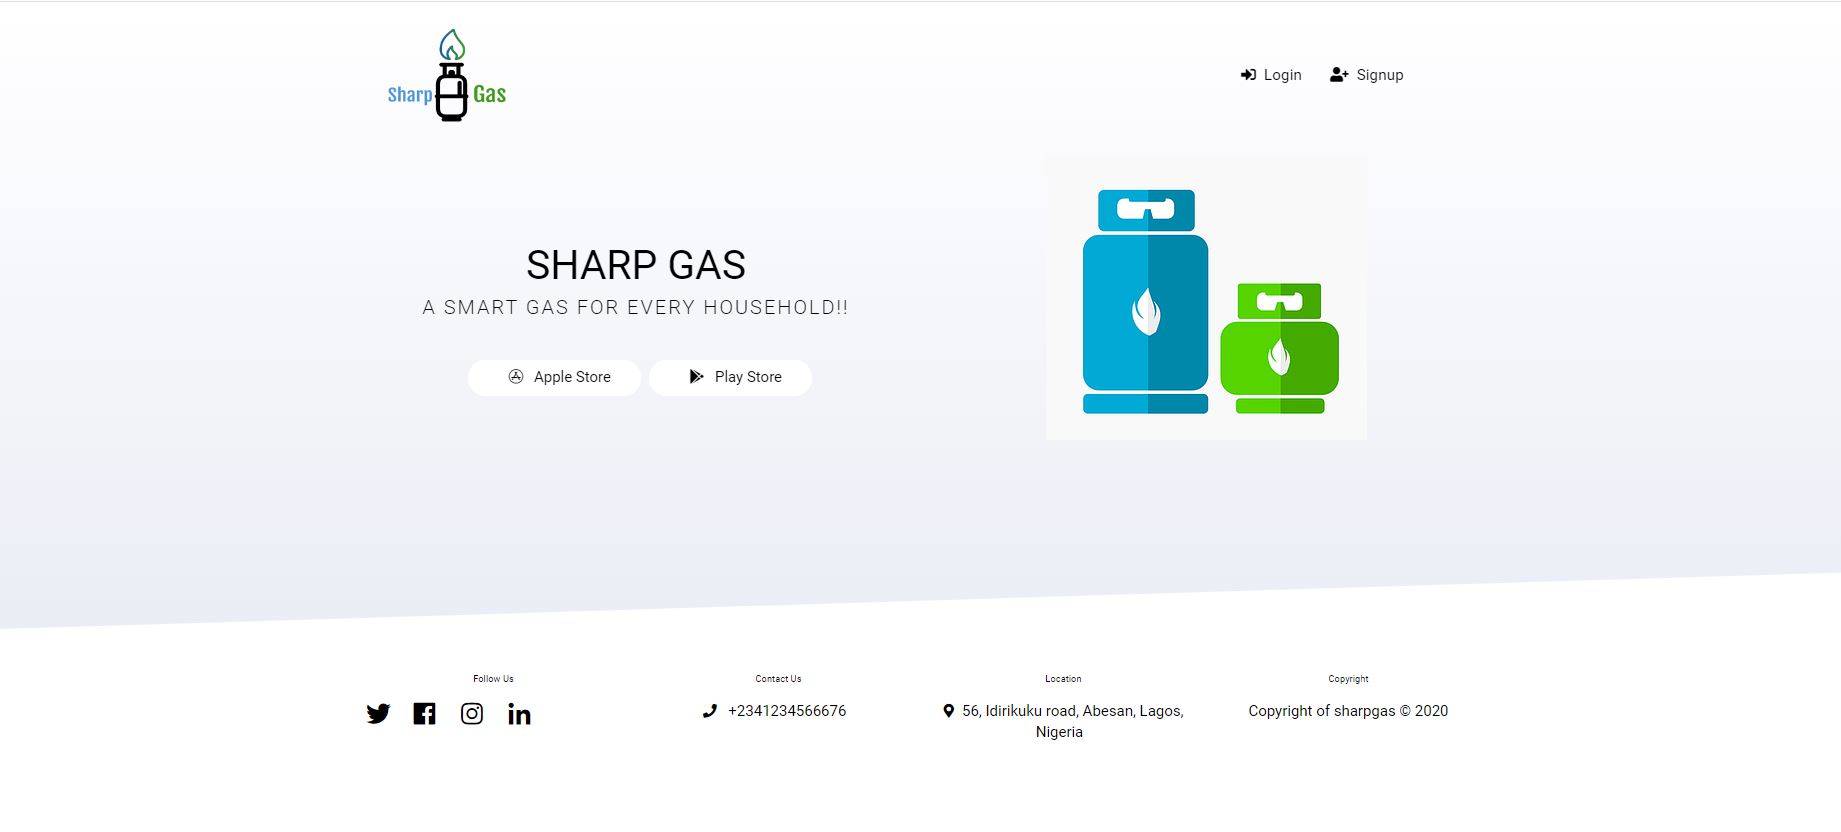 Sharp Gas
Login
Signup
SHARP GAS
A SMART GAS FOR EVERY HOUSEHOLD!!
Apple Store
Play Store
Follow Us
Contact Us
+2341234566676
Location
56, Idirikuku road, Abesan, Lagos,
Nigeria
Copyright
Copyright of sharpgas © 2020